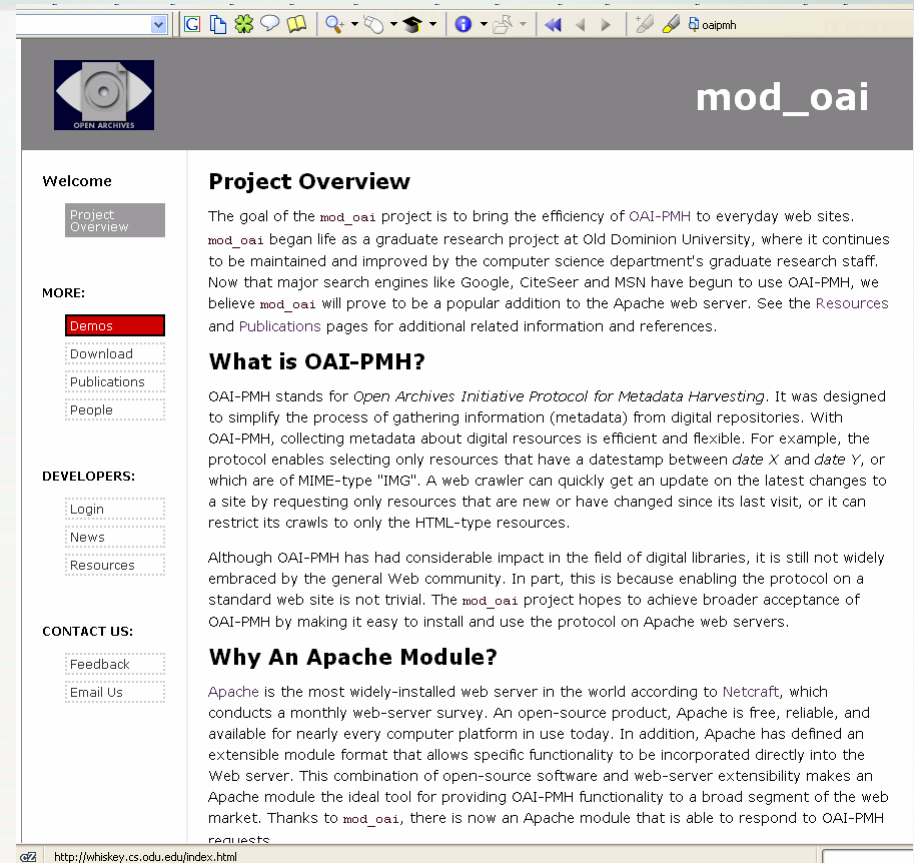 oaipmh
OPEN ARCHIVES
mod_oai
Welcome
Project
Overview
MORE:
Demos
Download
Publications
People
DEVELOPERS:
Login
News
Resources
CONTACT US:
Feedback
Email Us
Project Overview
The goal of the mod_oai project is to bring the efficiency of OAI-PMH to everyday web sites.
mod_oai began life as a graduate research project at Old Dominion University, where it continues
to be maintained and improved by the computer science department's graduate research staff.
Now that major search engines like Google, CiteSeer and MSN have begun to use OAI-PMH, we
believe mod_oai will prove to be a popular addition to the Apache web server. See the Resources
and Publications pages for additional related information and references.
What is OAI-PMH?
OAI-PMH stands for Open Archives Initiative Protocol for Metadata Harvesting. It was designed
to simplify the process of gathering information (metadata) from digital repositories. With
OAI-PMH, collecting metadata about digital resources is efficient and flexible. For example, the
protocol enables selecting only resources that have a datestamp between date X and date Y, or
which are of MIME-type "IMG". A web crawler can quickly get an update on the latest changes to
a site by requesting only resources that are new or have changed since its last visit, or it can
restrict its crawls to only the HTML-type resources.
Although OAI-PMH has had considerable impact in the field of digital libraries, it is still not widely
embraced by the general Web community. In part, this is because enabling the protocol on a
standard web site is not trivial. The mod_oai project hopes to achieve broader acceptance of
OAI-PMH by making it easy to install and use the protocol on Apache web servers.
Why An Apache Module?
Apache is the most widely-installed web server in the world according to Netcraft, which
conducts a monthly web-server survey. An open-source product, Apache is free, reliable, and
available for nearly every computer platform in use today. In addition, Apache has defined an
extensible module format that allows specific functionality to be incorporated directly into the
Web server. This combination of open-source software and web-server extensibility makes an
Apache module the ideal tool for providing OAI-PMH functionality to a broad segment of the web
market. Thanks to mod_oai, there is now an Apache module that is able to respond to OAI-PMH
requests
http://whiskey.cs.odu.edu/index.html